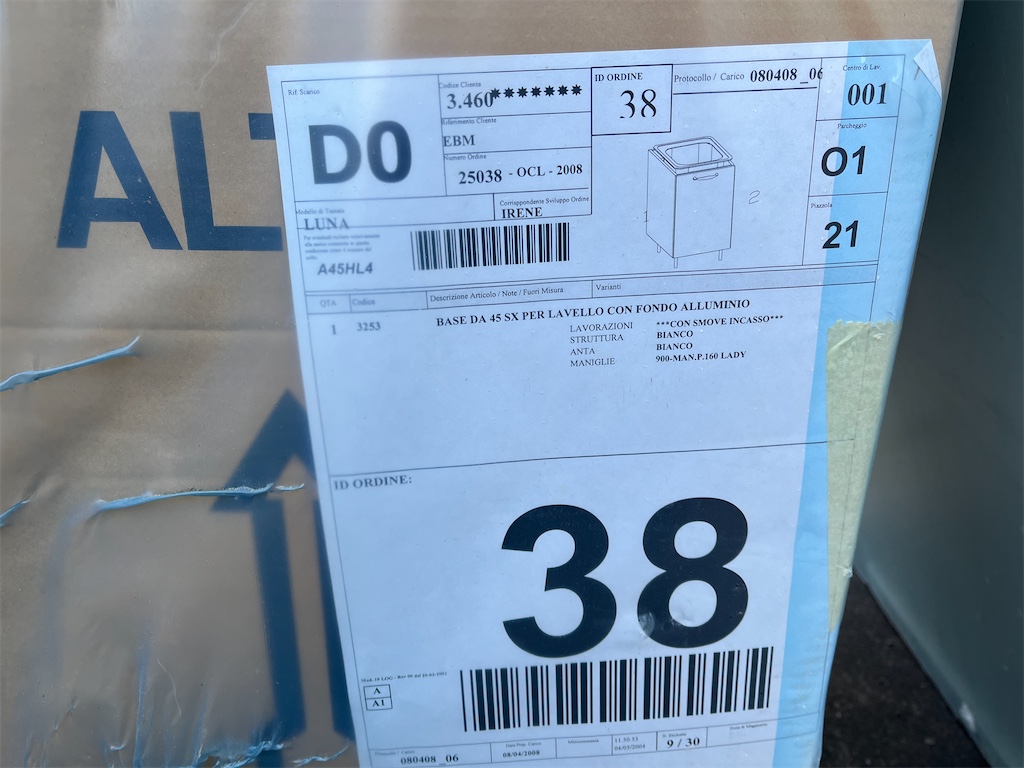 ALT
Rif. Scarico
D0
Codice Cliente
3.460********
Riferimento Cliente
EBM
Numero Ordine
25038 - OCL - 2008
ID ORDINE
38
Protocollo / Carico 080408_06
Centro di Lav.
001
Parcheggio
O1
Piazzola
21
Modello di Testata
LUNA
A45HL4
Corrispondente Sviluppo Ordine
IRENE
2
QTA Codice Descrizione Articolo / Note / Fuori Misura Varianti
1 3253 BASE DA 45 SX PER LAVELLO CON FONDO ALLUMINIO
LAVORAZIONI ***CON SMOVE INCASSO***
STRUTTURA BIANCO
ANTA BIANCO
MANIGLIE 900-MAN.P.160 LADY
ID ORDINE:
38
A
A1
080408_06
08/04/2008
9 / 30